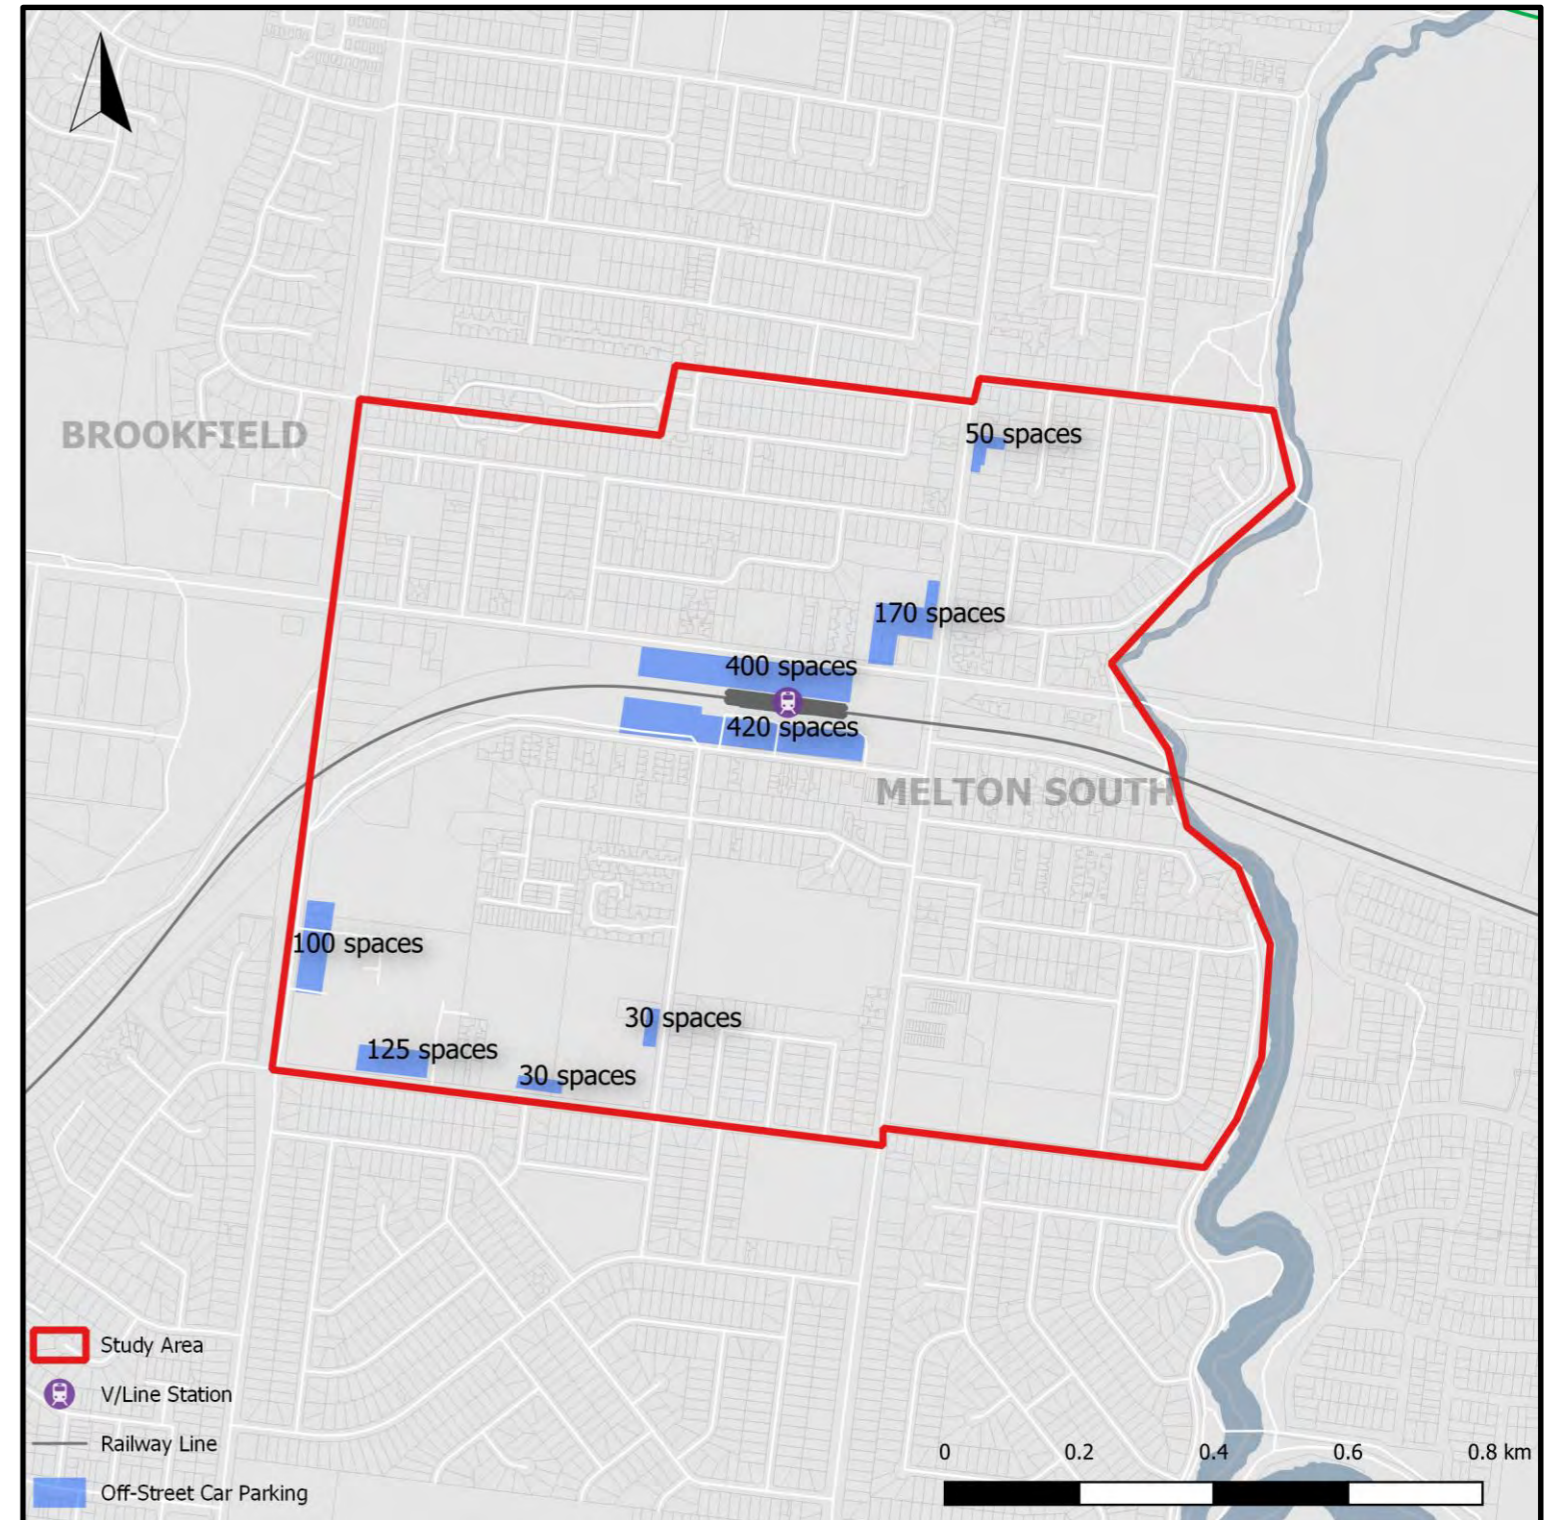 BROOKFIELD
50 spaces
170 spaces
400 spaces
420 spaces
MELTON SOUTH
100 spaces
30 spaces
125 spaces
30 spaces
Study Area
V/Line Station
Railway Line
Off-Street Car Parking
0 0.2 0.4 0.6 0.8 km